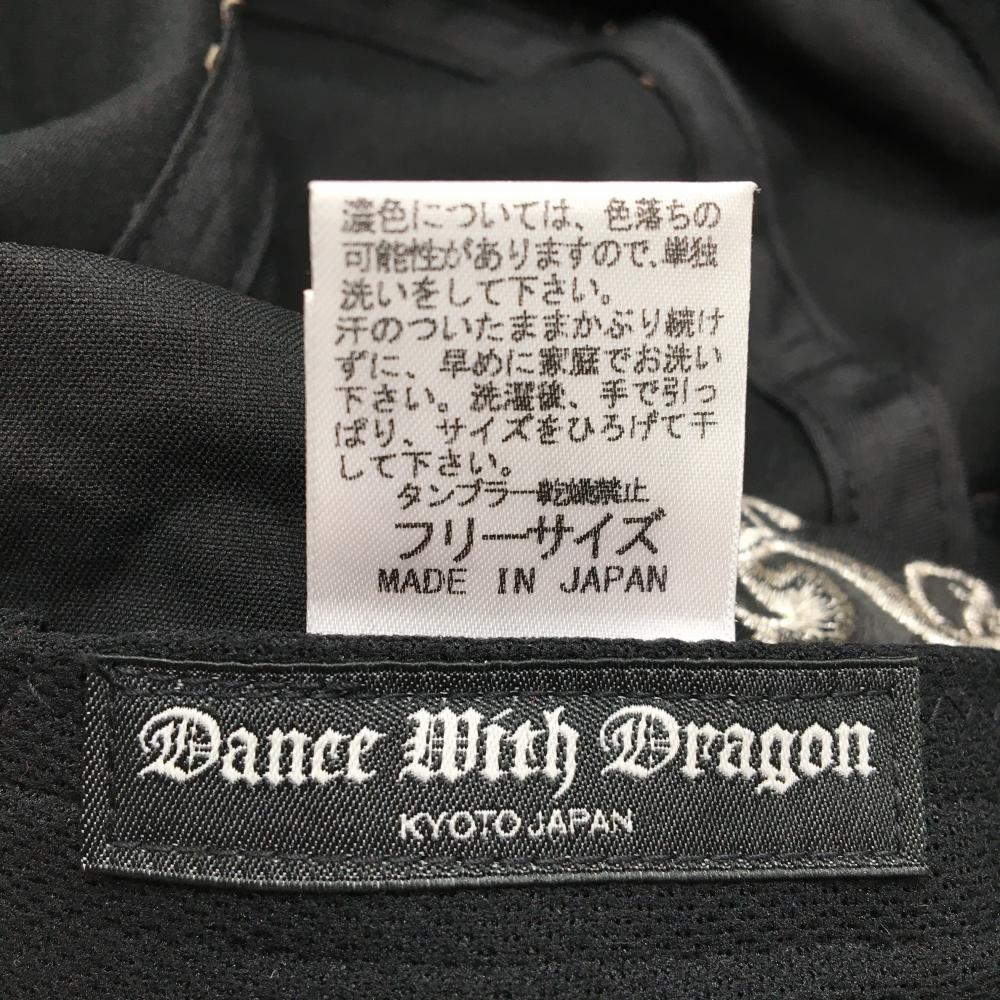 濃色については、色落ちの
可能性がありますので、単独
洗いをして下さい。
汗のついたままかぶり続け
ずに、早めに家庭でお洗い
下さい。洗濯後、手で引っ
ぱり、サイズをひろげて干
して下さい。
タンブラー乾燥禁止
フリーサイズ
MADE IN JAPAN
Dance With Dragon
KYOTO JAPAN